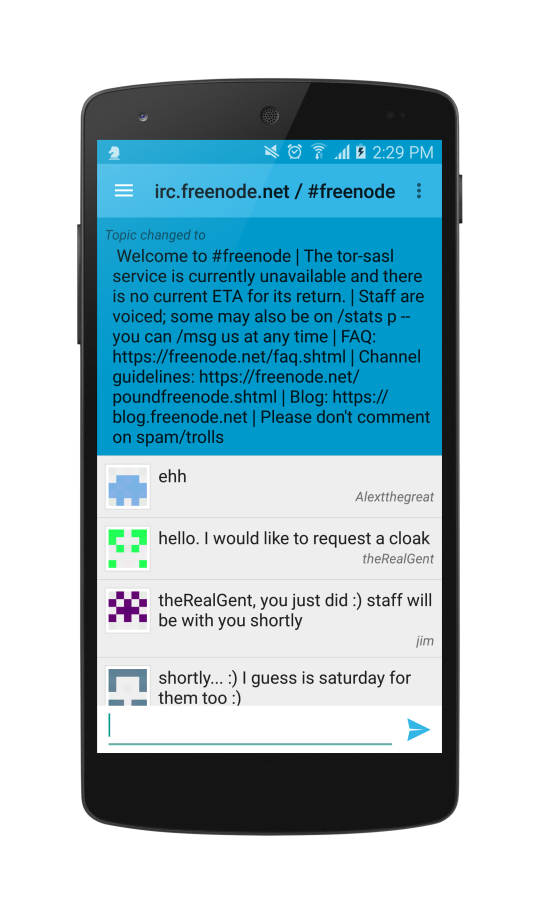 2:29 PM
irc.freenode.net / #freenode
Topic changed to
Welcome to #freenode | The tor-sasl
service is currently unavailable and there
is no current ETA for its return. | Staff are
voiced; some may also be on /stats p --
you can /msg us at any time | FAQ:
https://freenode.net/faq.shtml | Channel
guidelines: https://freenode.net/
poundfreenode.shtml | Blog: https://
blog.freenode.net | Please don't comment
on spam/trolls
ehh
Alextthegreat
hello. I would like to request a cloak
theRealGent
theRealGent, you just did :) staff will
be with you shortly
jim
shortly... :) I guess is saturday for
them too :)